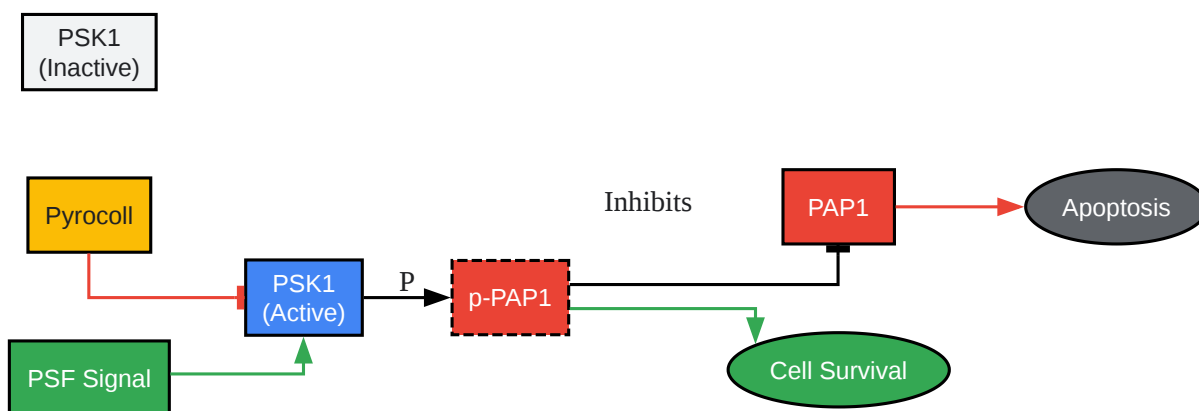 PSK1
(Inactive)
Pyrocoll
Inhibits
PAP1
Apoptosis
PSK1
(Active)
P
p-PAP1
PSF Signal
Cell Survival